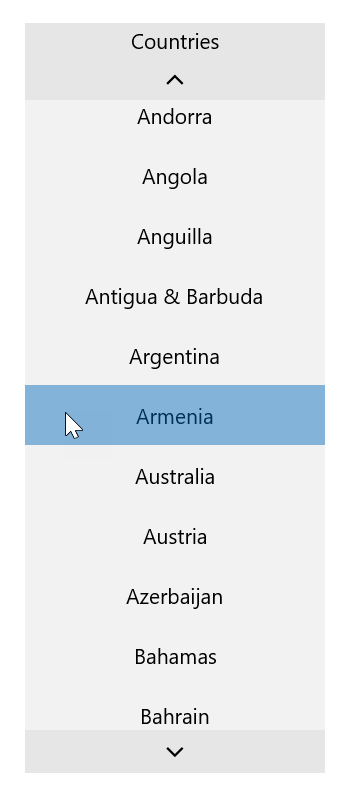 Countries
Andorra
Angola
Anguilla
Antigua & Barbuda
Argentina
Armenia
Australia
Austria
Azerbaijan
Bahamas
Bahrain